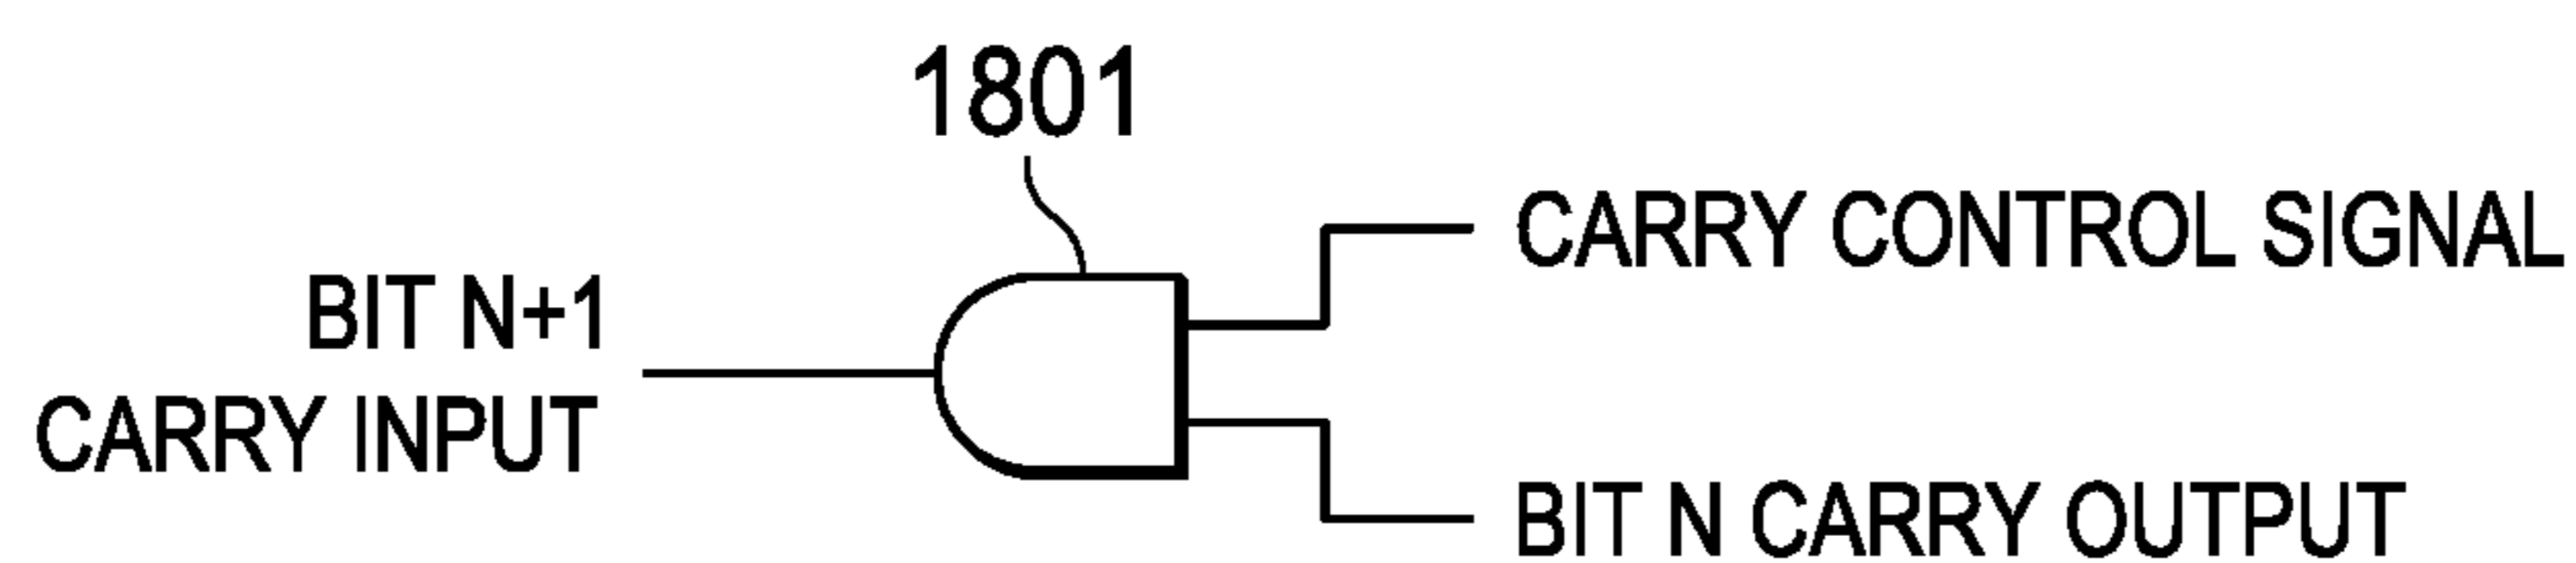 1801
CARRY CONTROL SIGNAL
BIT N+1
CARRY INPUT
BIT N CARRY OUTPUT